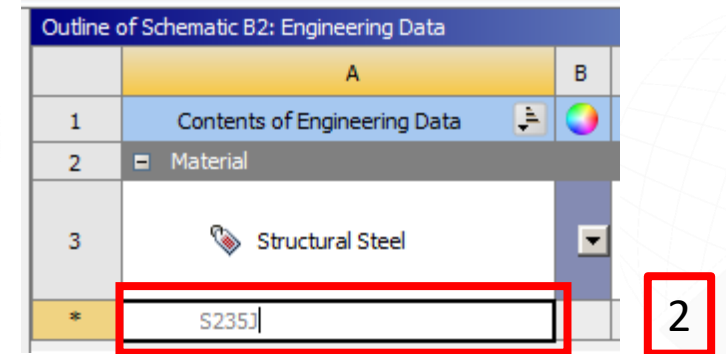 Outline of Schematic B2: Engineering Data
A B
1 Contents of Engineering Data
2 Material
3 Structural Steel
* S235J
2